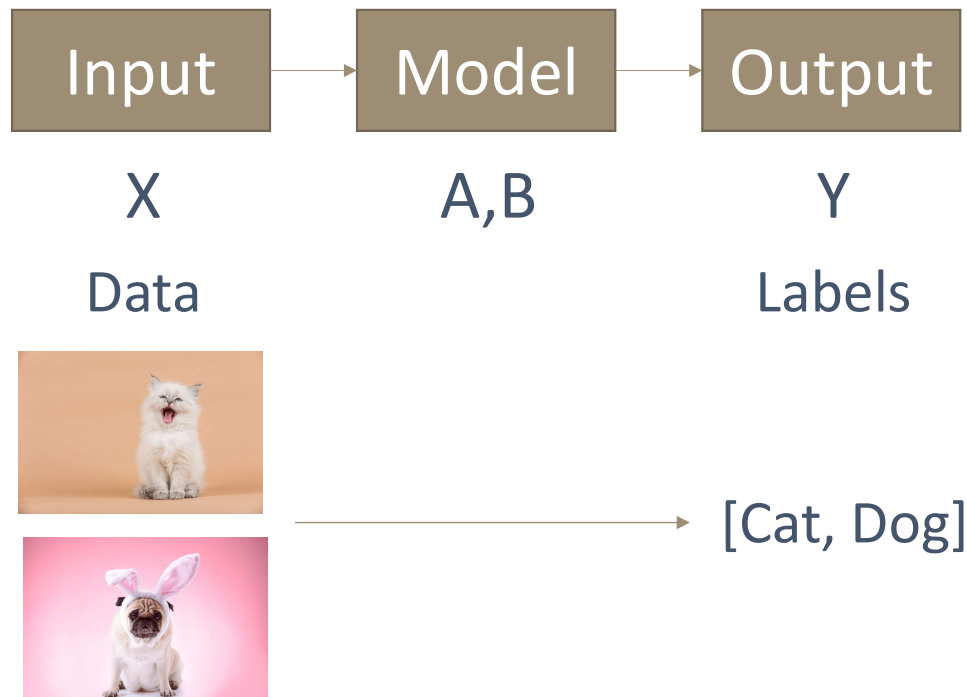 Input Model Output
X A,B Y
Data Labels
[Cat, Dog]